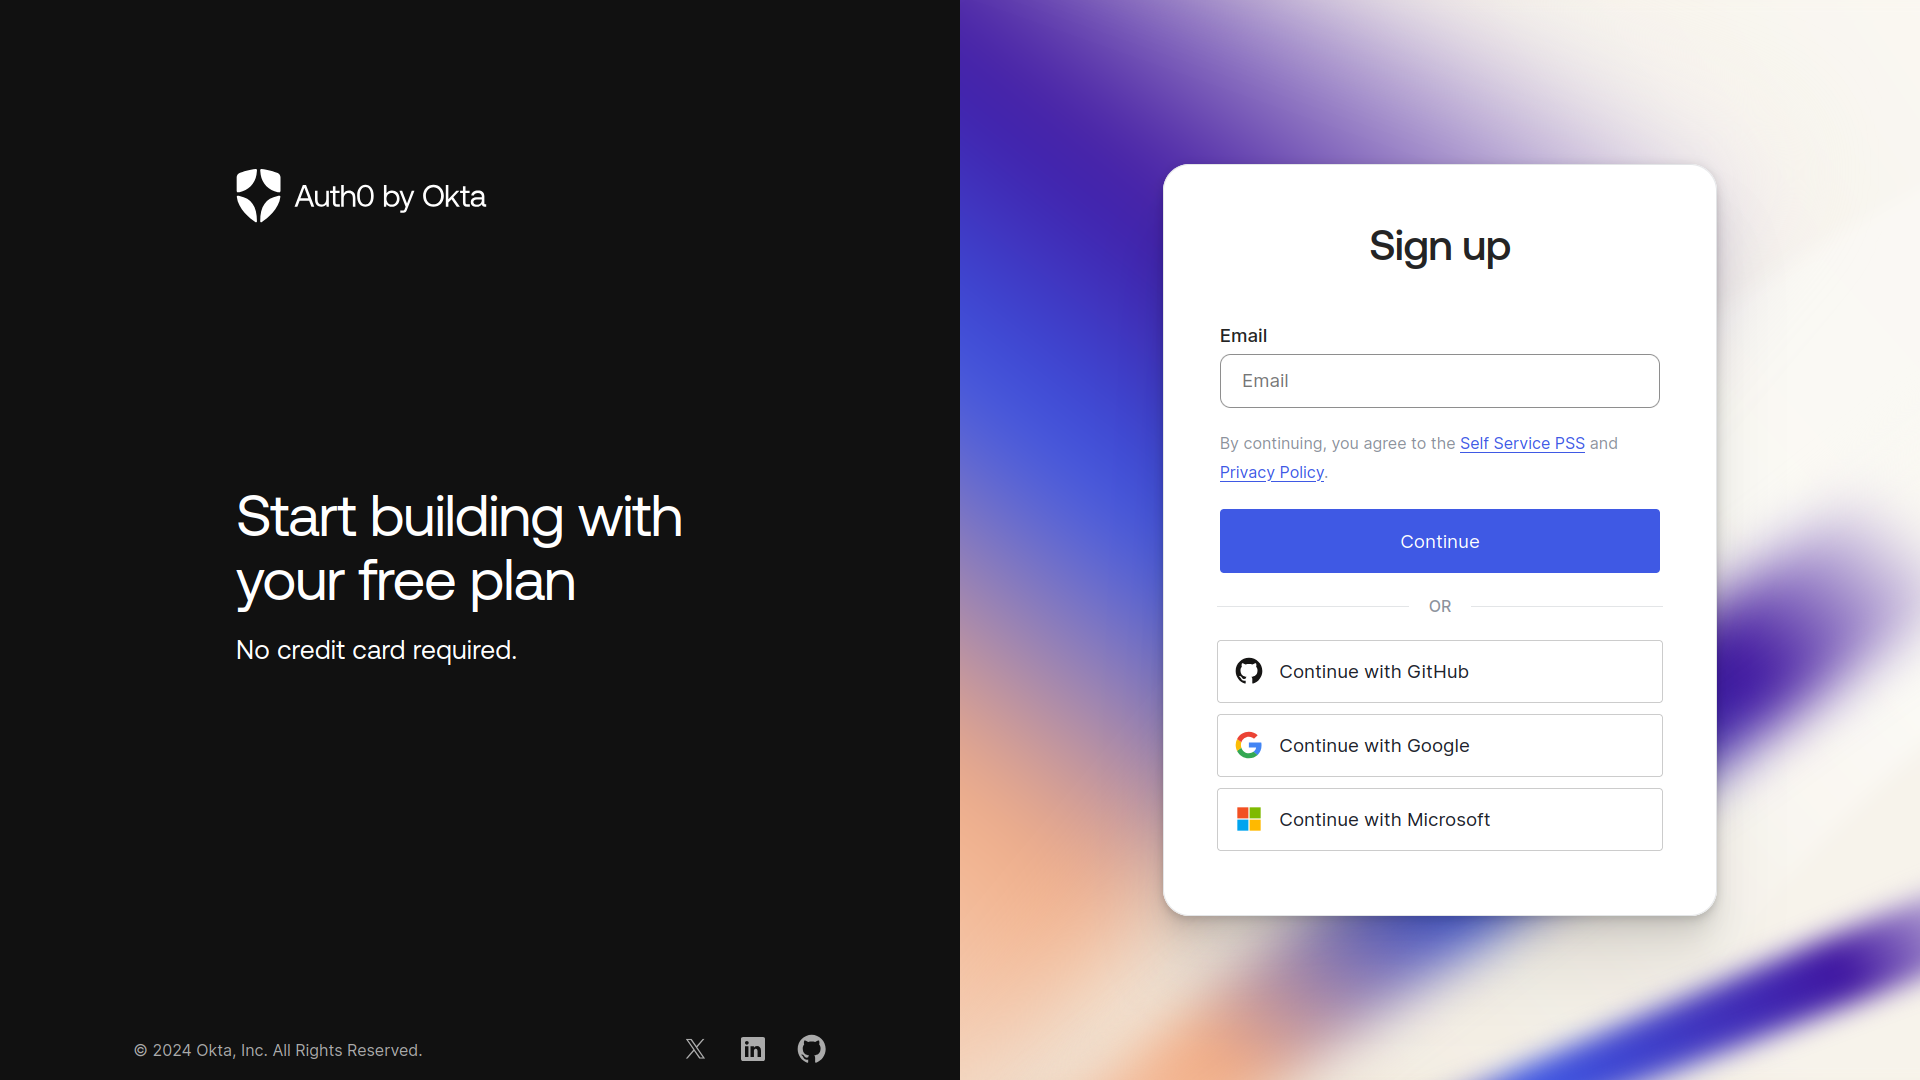 Auth0 by Okta
Start building with
your free plan
No credit card required.
© 2024 Okta, Inc. All Rights Reserved.
Sign up
Email
Email
By continuing, you agree to the Self Service PSS and
Privacy Policy.
Continue
OR
Continue with GitHub
Continue with Google
Continue with Microsoft